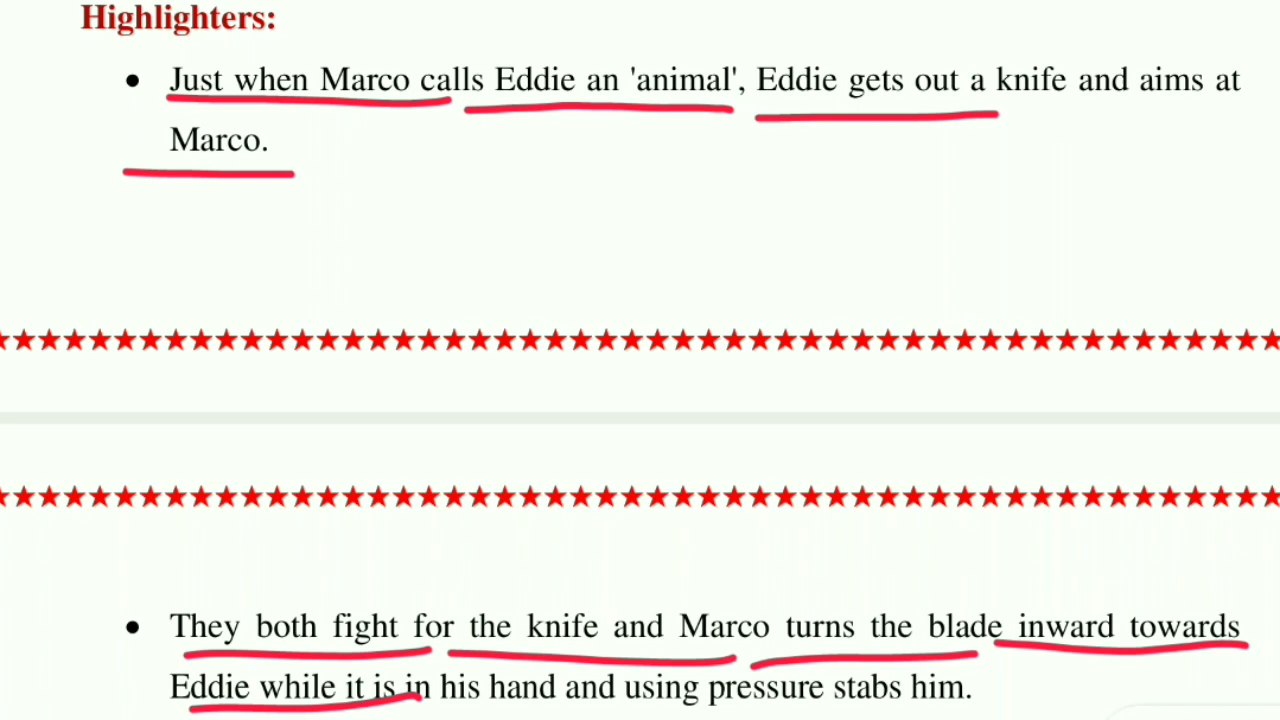 Highlighters:
• Just when Marco calls Eddie an 'animal', Eddie gets out a knife and aims at
Marco.
• They both fight for the knife and Marco turns the blade inward towards
Eddie while it is in his hand and using pressure stabs him.